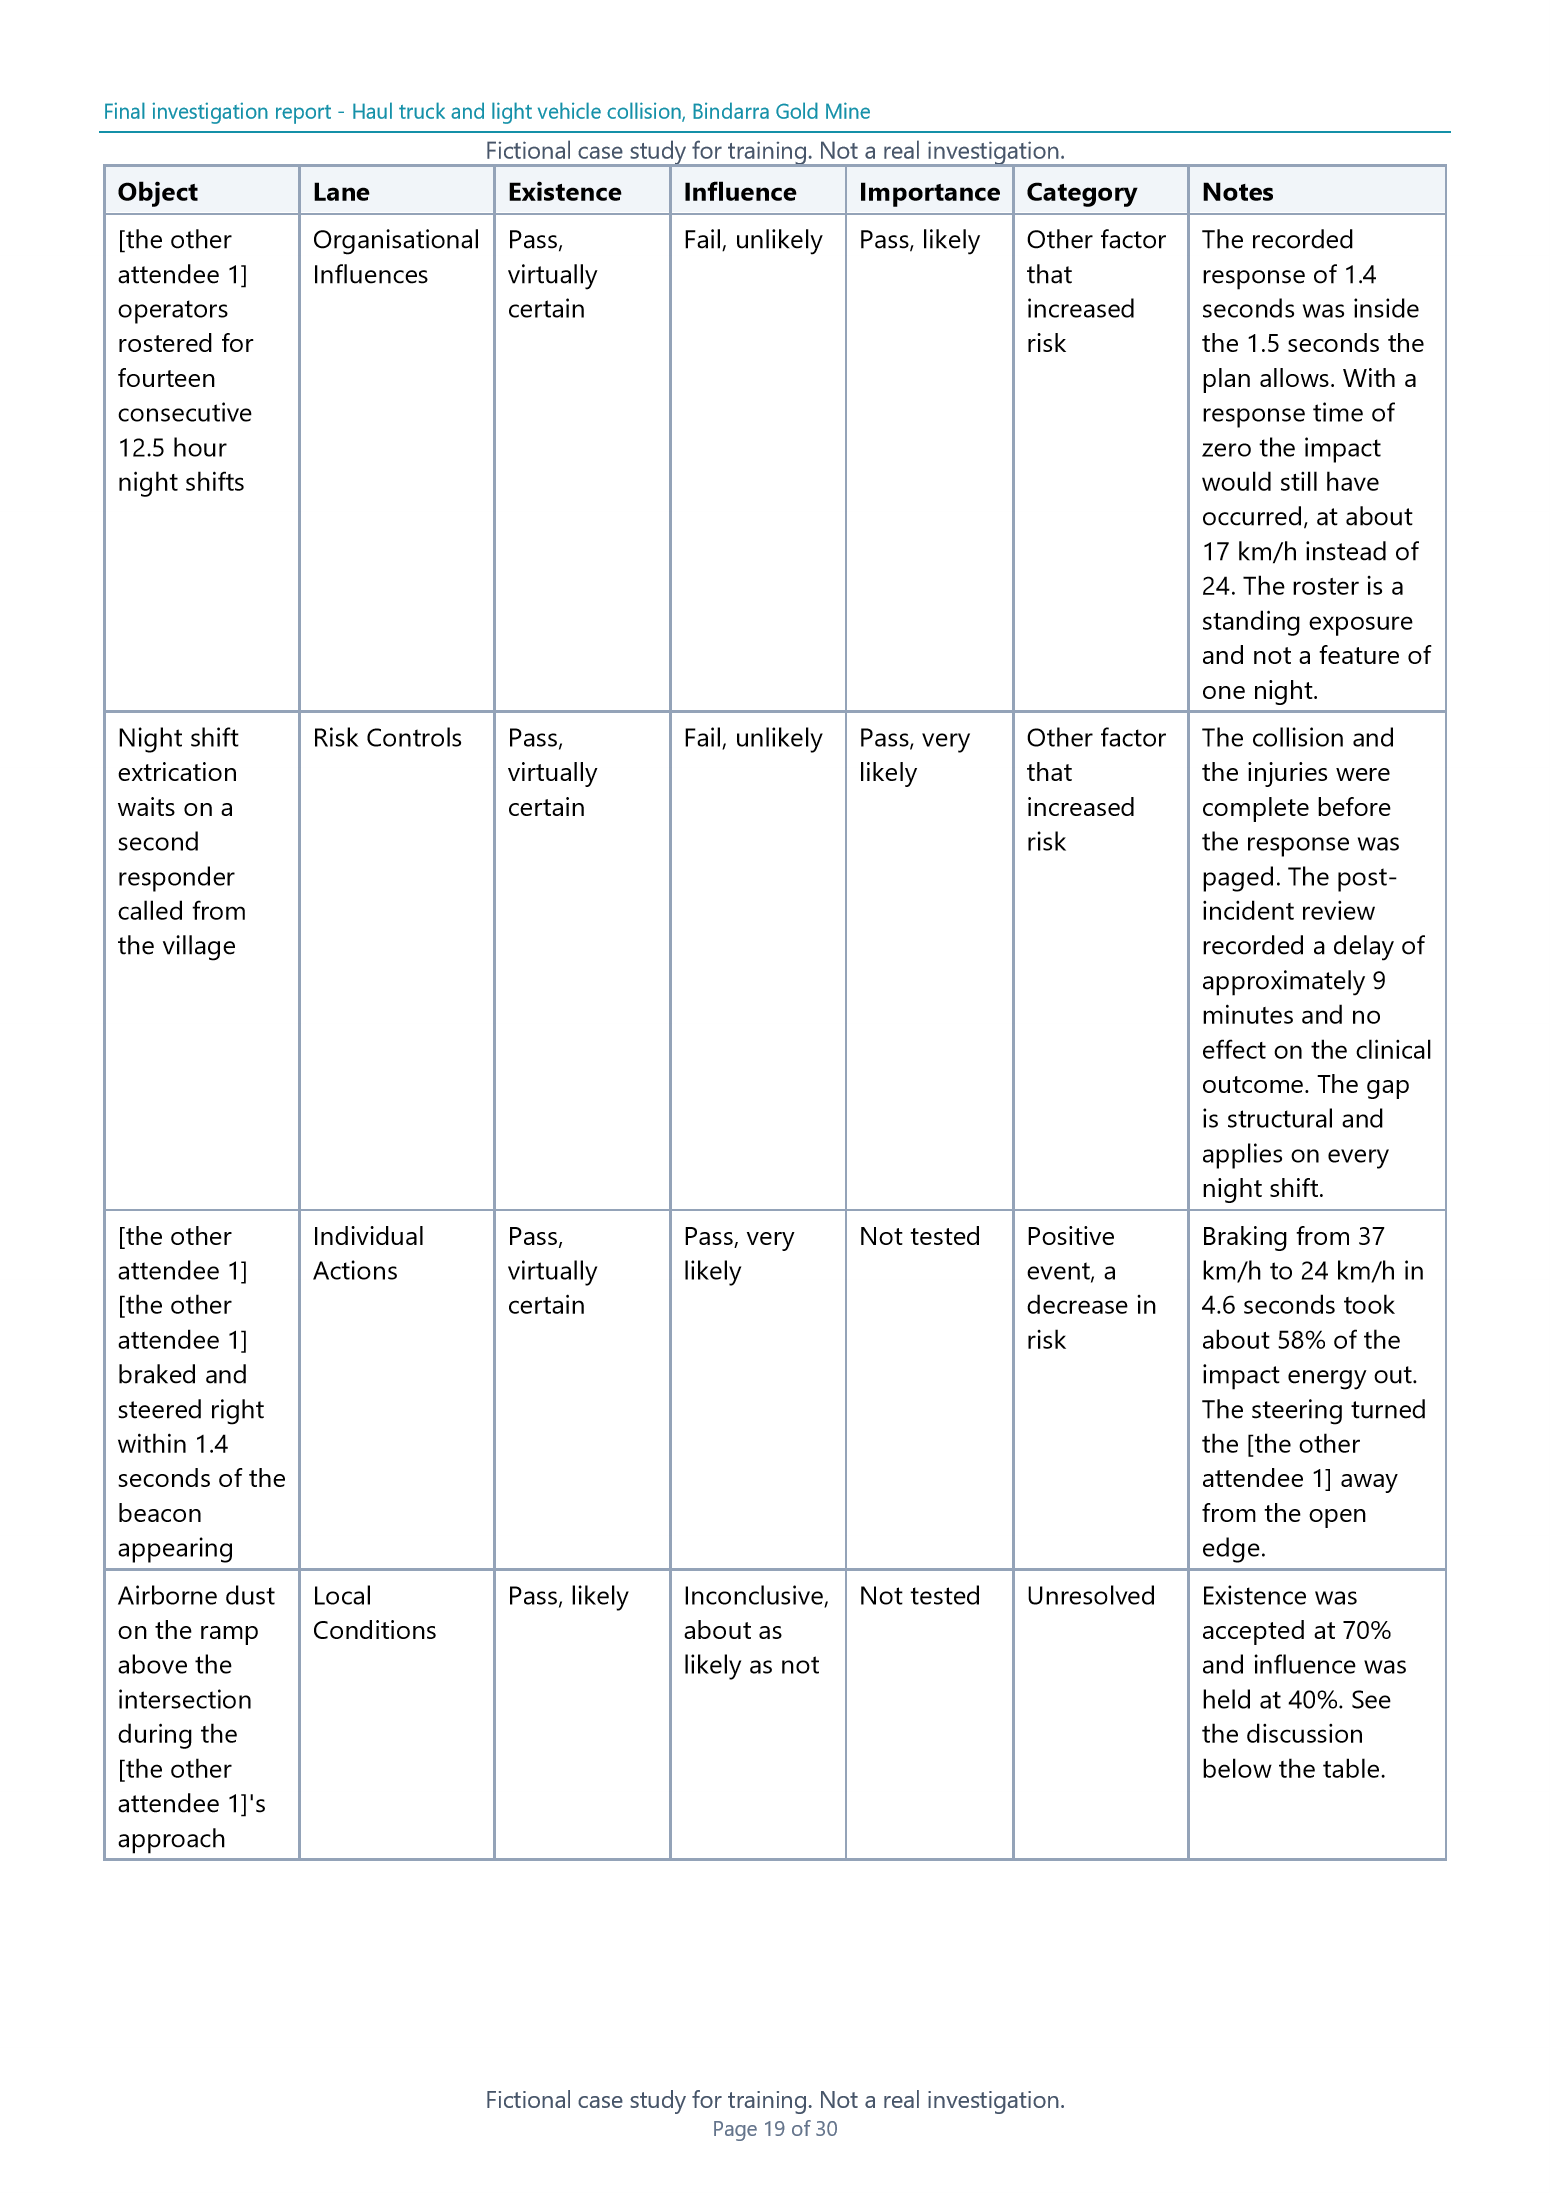 Final investigation report - Haul truck and light vehicle collision, Bindarra Gold Mine
Fictional case study for training. Not a real investigation.
Object Lane Existence Influence Importance Category Notes
[the other
attendee 1]
operators
rostered for
fourteen
consecutive
12.5 hour
night shifts
Organisational
Influences
Pass,
virtually
certain
Fail, unlikely
Pass, likely
Other factor
that
increased
risk
The recorded
response of 1.4
seconds was inside
the 1.5 seconds the
plan allows. With a
response time of
zero the impact
would still have
occurred, at about
17 km/h instead of
24. The roster is a
standing exposure
and not a feature of
one night.
Night shift
extrication
waits on a
second
responder
called from
the village
Risk Controls
Pass,
virtually
certain
Fail, unlikely
Pass, very
likely
Other factor
that
increased
risk
The collision and
the injuries were
complete before
the response was
paged. The post-
incident review
recorded a delay of
approximately 9
minutes and no
effect on the clinical
outcome. The gap
is structural and
applies on every
night shift.
[the other
attendee 1]
[the other
attendee 1]
braked and
steered right
within 1.4
seconds of the
beacon
appearing
Individual
Actions
Pass,
virtually
certain
Pass, very
likely
Not tested
Positive
event, a
decrease in
risk
Braking from 37
km/h to 24 km/h in
4.6 seconds took
about 58% of the
impact energy out.
The steering turned
the [the other
attendee 1] away
from the open
edge.
Airborne dust
on the ramp
above the
intersection
during the
[the other
attendee 1]'s
approach
Local
Conditions
Pass, likely
Inconclusive,
about as
likely as not
Not tested
Unresolved
Existence was
accepted at 70%
and influence was
held at 40%. See
the discussion
below the table.
Fictional case study for training. Not a real investigation.
Page 19 of 30